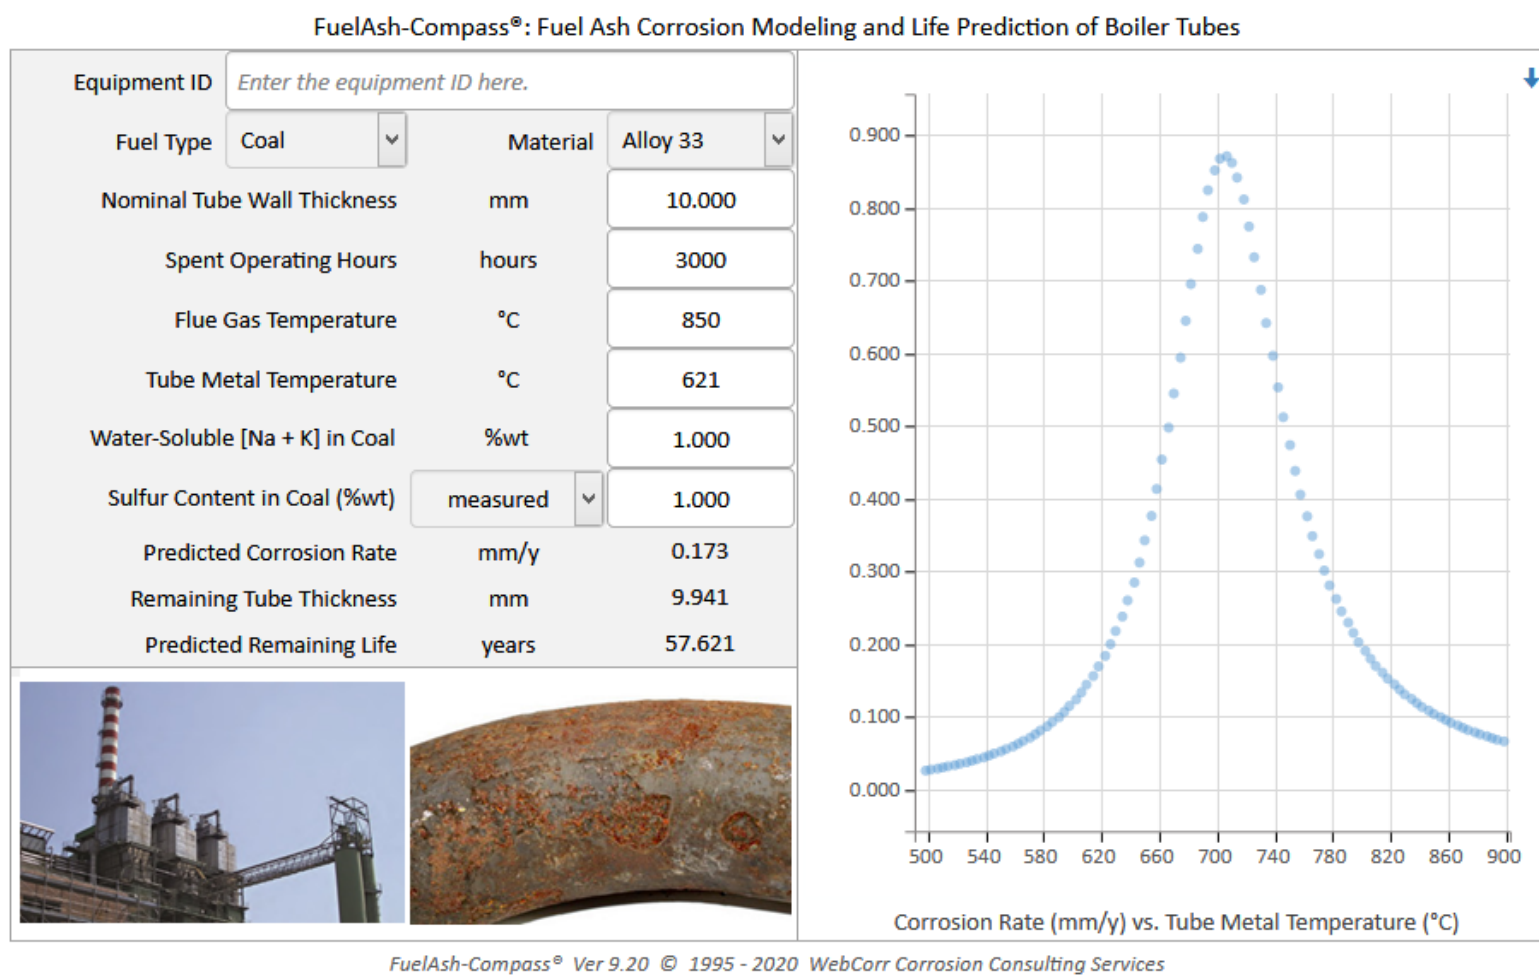 FuelAsh-Compass®: Fuel Ash Corrosion Modeling and Life Prediction of Boiler Tubes
Equipment ID Enter the equipment ID here.
Fuel Type Coal Material Alloy 33
Nominal Tube Wall Thickness mm 10.000
Spent Operating Hours hours 3000
Flue Gas Temperature °C 850
Tube Metal Temperature °C 621
Water-Soluble [Na + K] in Coal %wt 1.000
Sulfur Content in Coal (%wt) measured 1.000
Predicted Corrosion Rate mm/y 0.173
Remaining Tube Thickness mm 9.941
Predicted Remaining Life years 57.621
0.900
0.800
0.700
0.600
0.500
0.400
0.300
0.200
0.100
0.000
500 540 580 620 660 700 740 780 820 860 900
Corrosion Rate (mm/y) vs. Tube Metal Temperature (°C)
FuelAsh-Compass® Ver 9.20 © 1995 - 2020 WebCorr Corrosion Consulting Services